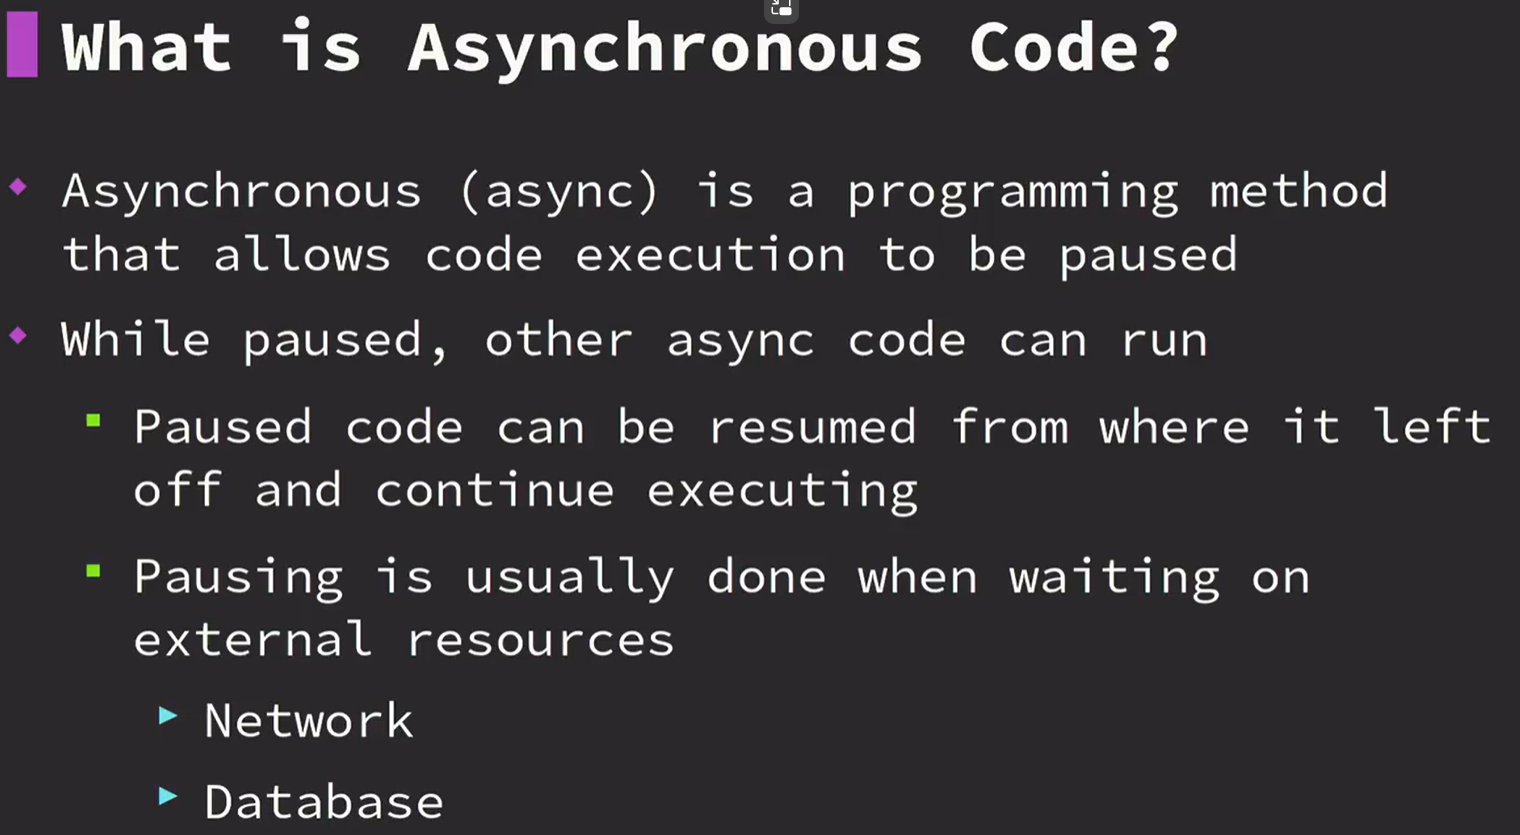 What is Asynchronous Code?
Asynchronous (async) is a programming method
that allows code execution to be paused
While paused, other async code can run
Paused code can be resumed from where it left
off and continue executing
Pausing is usually done when waiting on
external resources
Network
Database